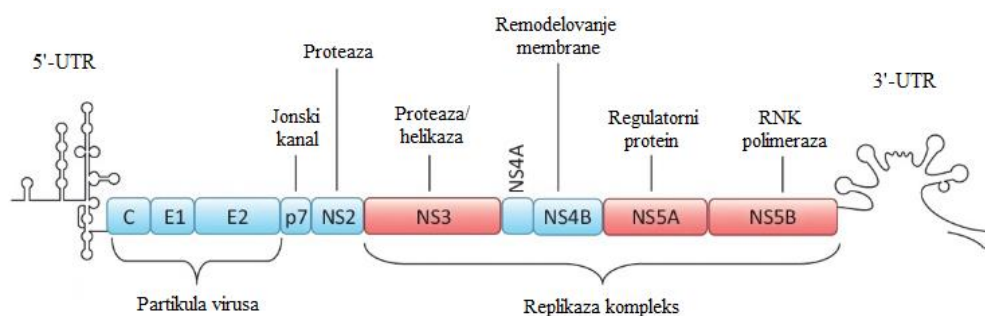 Remodelovanje
membrane
5'-UTR
Proteaza
3'-UTR
Jonski
kanal
Proteaza/
helikaza
NS4A
Regulatorni
protein
RNK
polimeraza
C E1 E2 p7 NS2 NS3 NS4B NS5A NS5B
Partikula virusa
Replikaza kompleks